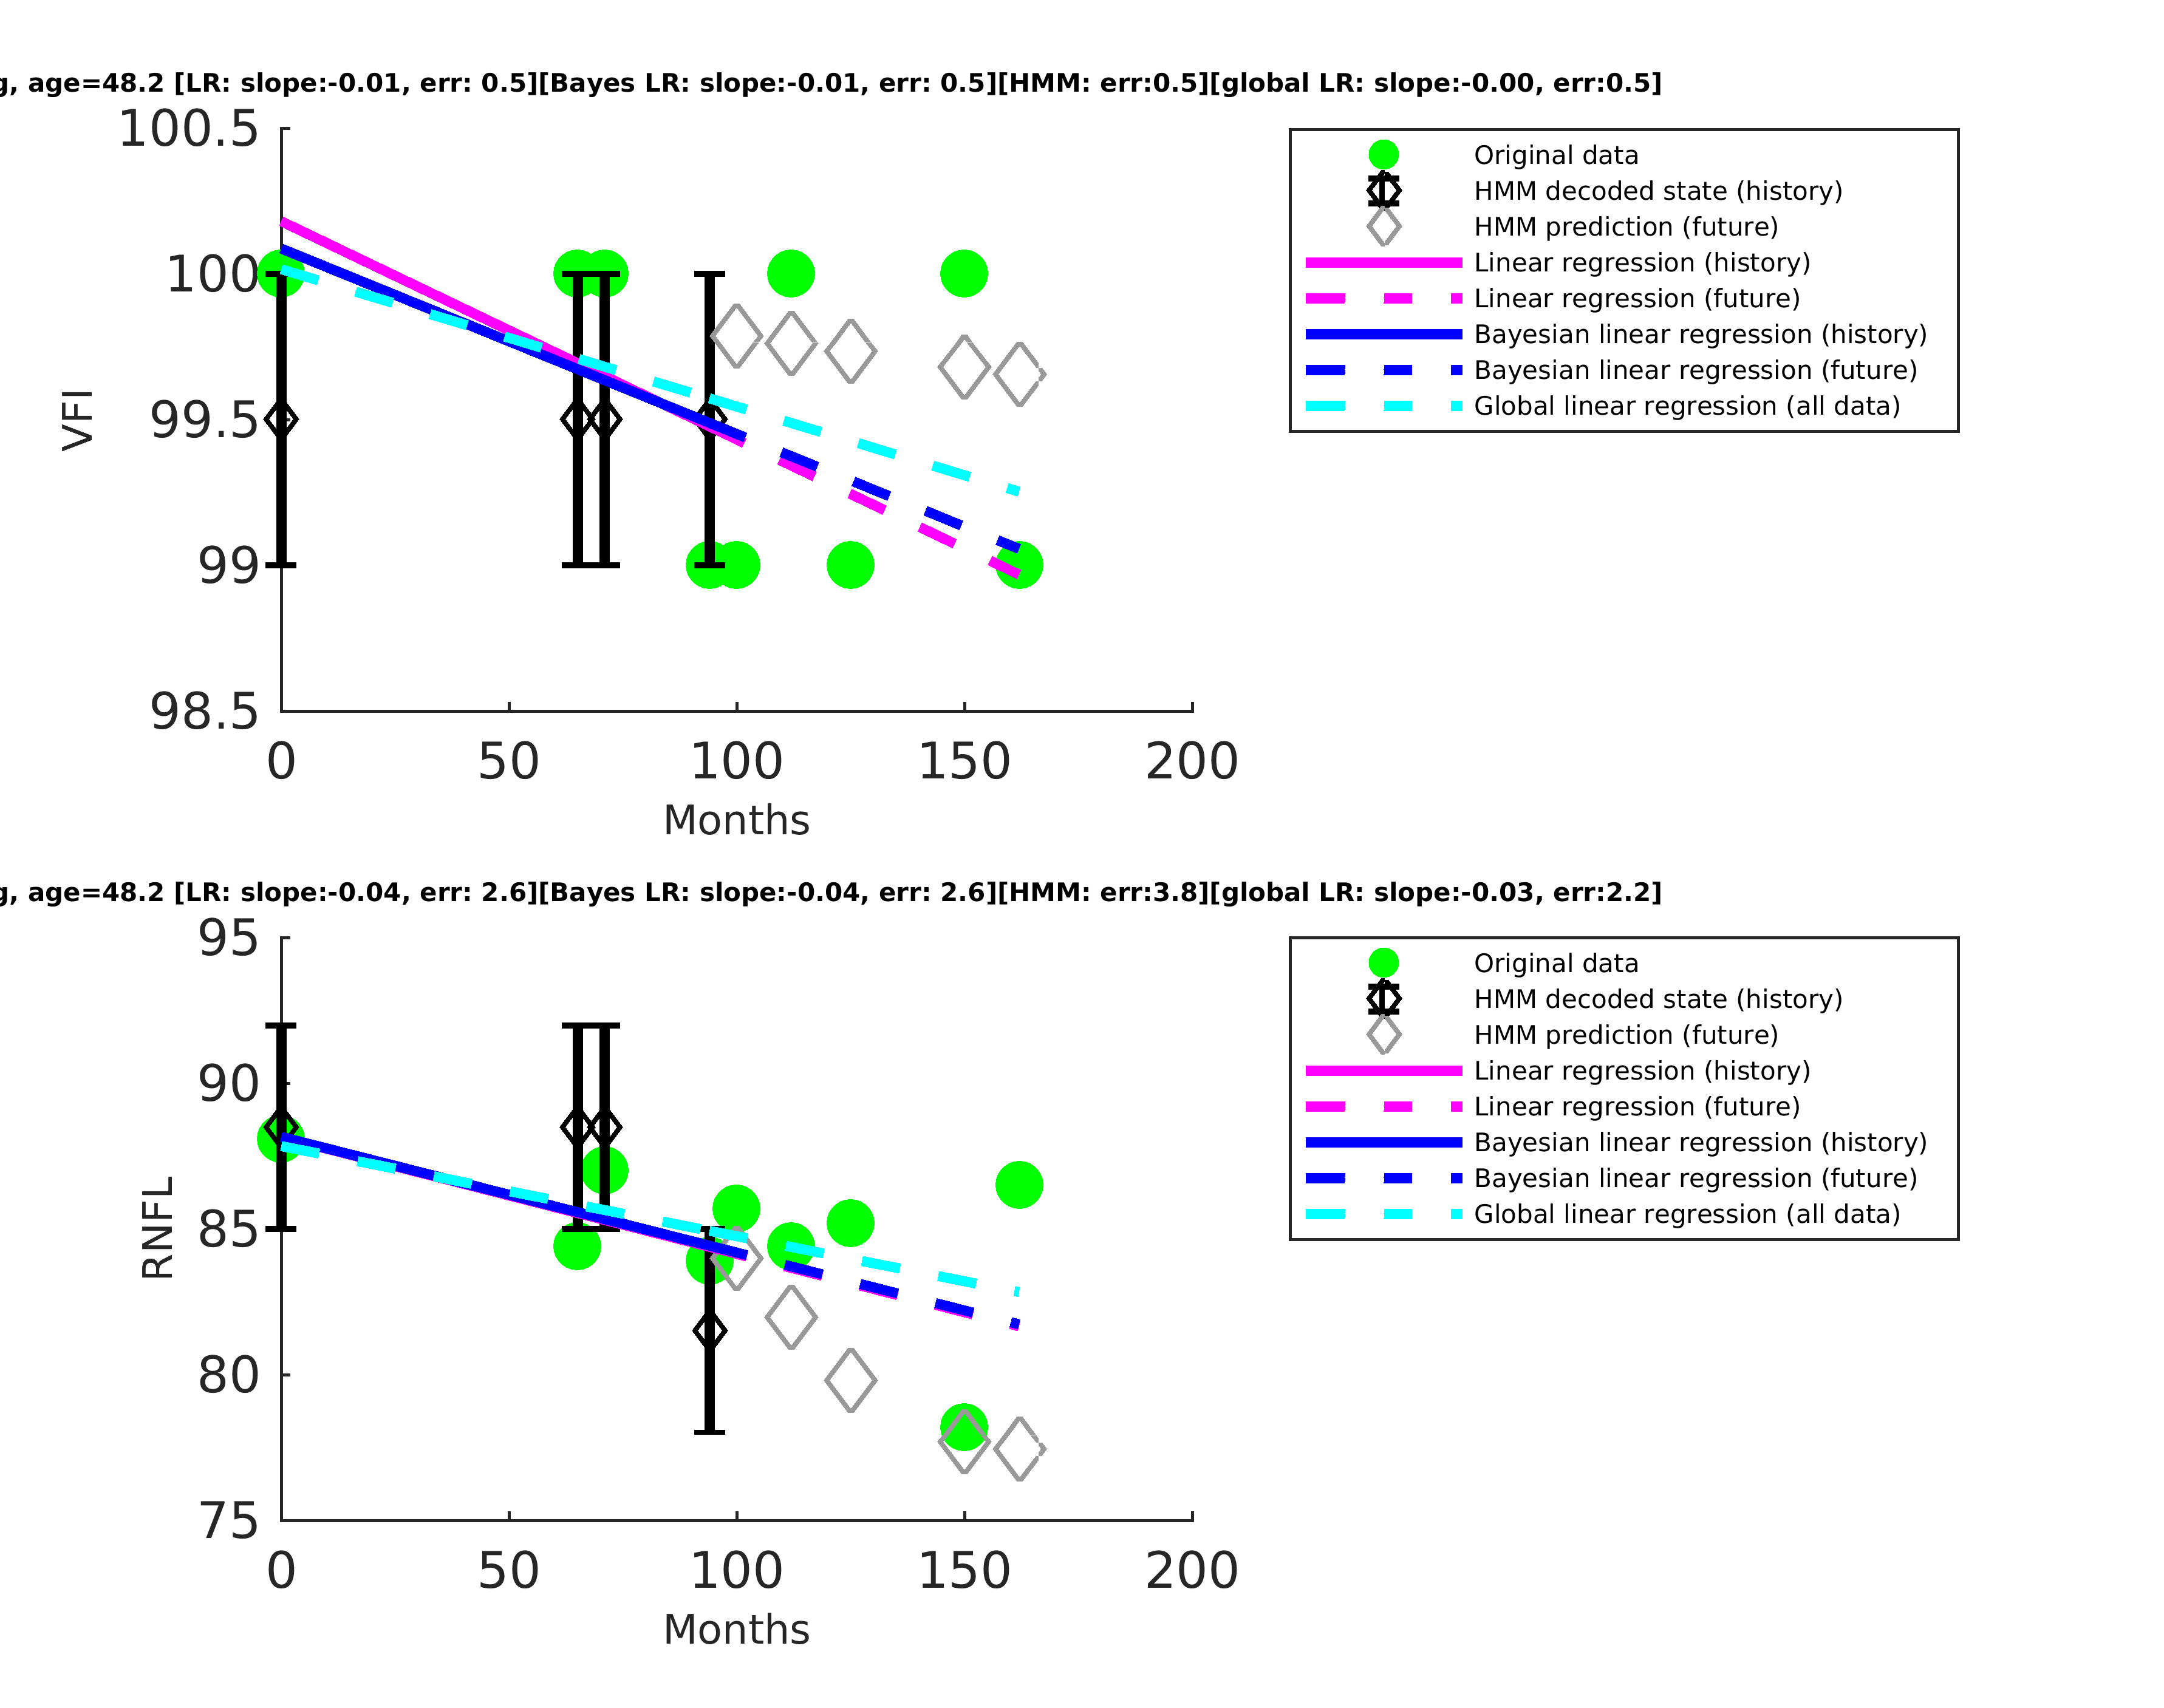 g, age=48.2 [LR: slope:-0.01, err: 0.5][Bayes LR: slope:-0.01, err: 0.5][HMM: err:0.5][global LR: slope:-0.00, err:0.5]
100.5
100
99.5
99
98.5
VFI
0 50 100 150 200
Months
Original data
HMM decoded state (history)
HMM prediction (future)
Linear regression (history)
Linear regression (future)
Bayesian linear regression (history)
Bayesian linear regression (future)
Global linear regression (all data)
g, age=48.2 [LR: slope:-0.04, err: 2.6][Bayes LR: slope:-0.04, err: 2.6][HMM: err:3.8][global LR: slope:-0.03, err:2.2]
95
90
85
80
75
RNFL
0 50 100 150 200
Months
Original data
HMM decoded state (history)
HMM prediction (future)
Linear regression (history)
Linear regression (future)
Bayesian linear regression (history)
Bayesian linear regression (future)
Global linear regression (all data)